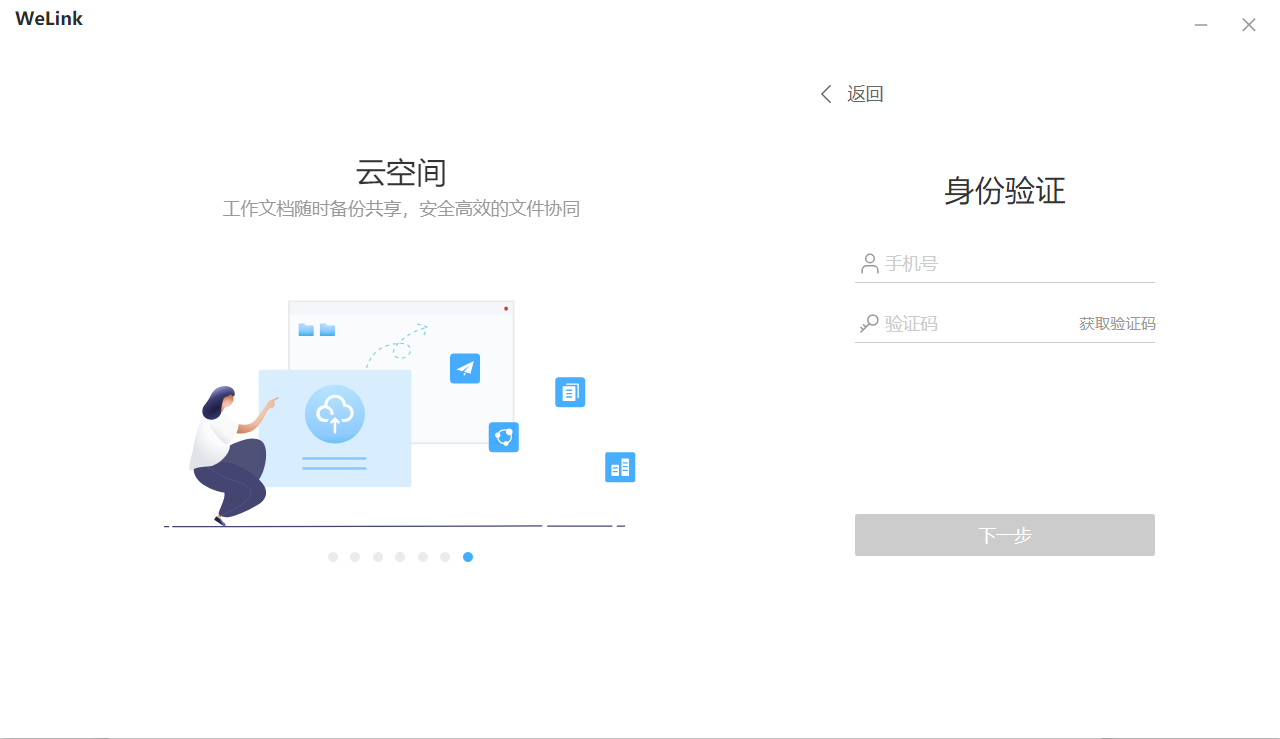 WeLink
返回
云空间
工作文档随时备份共享，安全高效的文件协同
身份验证
手机号
验证码
获取验证码
下一步